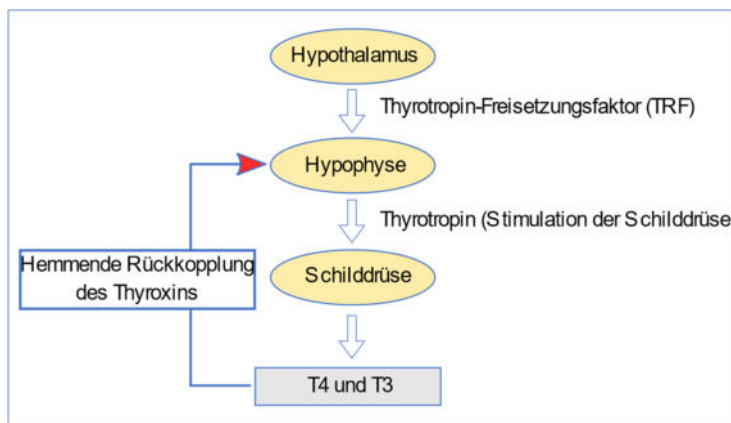 Hypothalamus
Thyrotropin-Freisetzungsfaktor (TRF)
Hypophyse
Thyrotropin (Stimulation der Schilddrüse
Hemmende Rückkopplung
des Thyroxins
Schilddrüse
T4 und T3